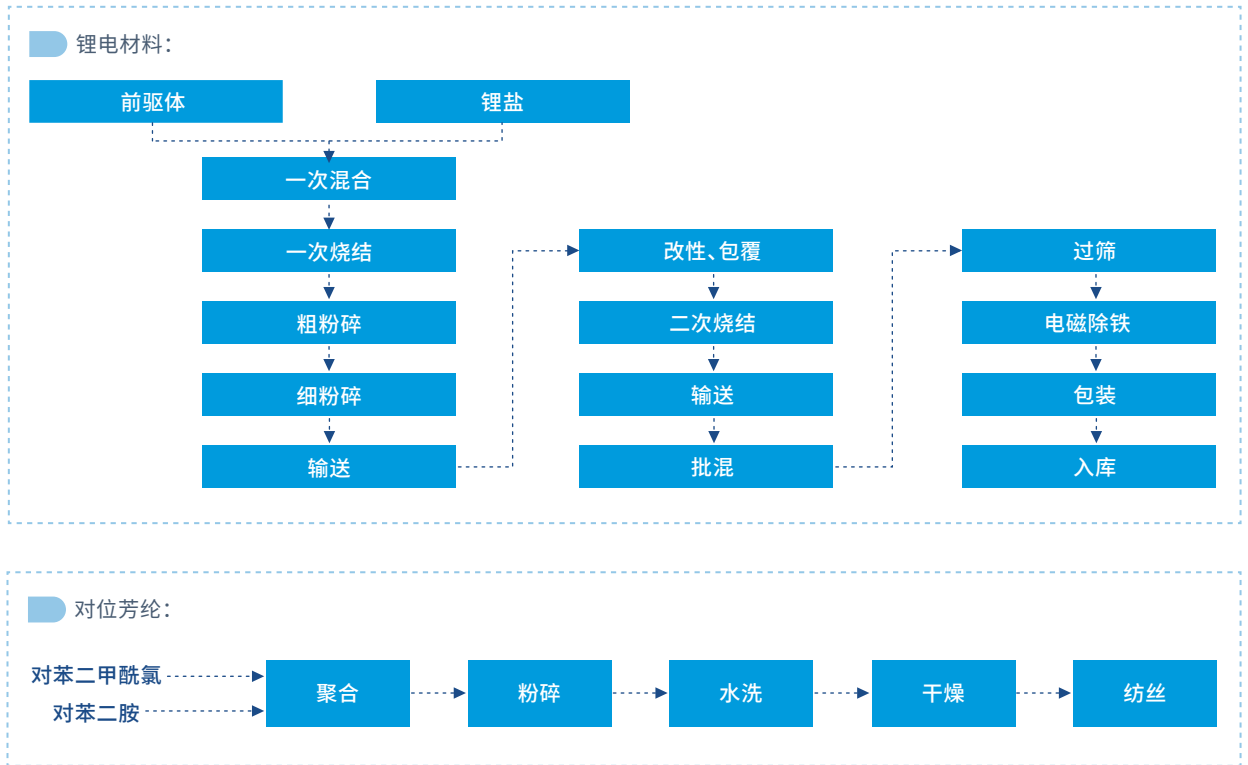 锂电材料：
前驱体
锂盐
一次混合
一次烧结
粗粉碎
细粉碎
输送
改性、包覆
二次烧结
输送
批混
过筛
电磁除铁
包装
入库
对位芳纶：
对苯二甲酰氯
对苯二胺
聚合
粉碎
水洗
干燥
纺丝